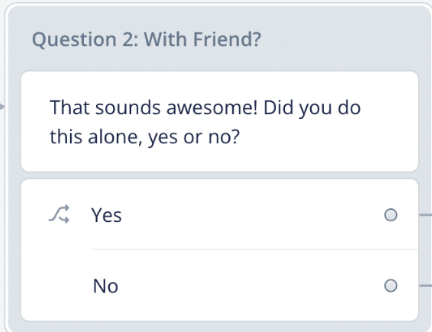 Question 2: With Friend?
That sounds awesome! Did you do
this alone, yes or no?
Yes
No